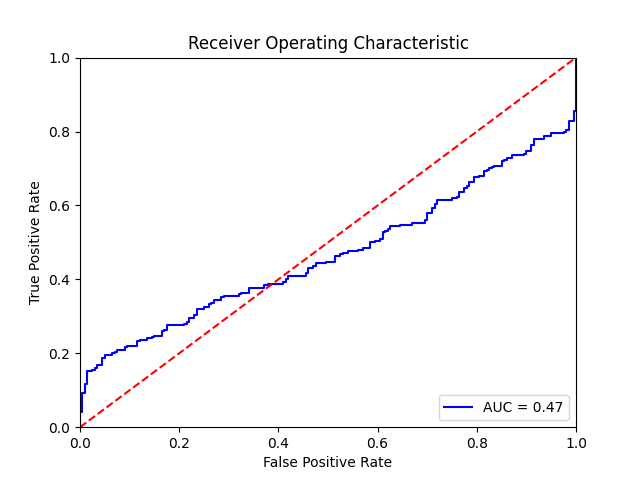 Receiver Operating Characteristic
True Positive Rate
1.0
0.8
0.6
0.4
0.2
0.0
AUC = 0.47
0.0 0.2 0.4 0.6 0.8 1.0
False Positive Rate